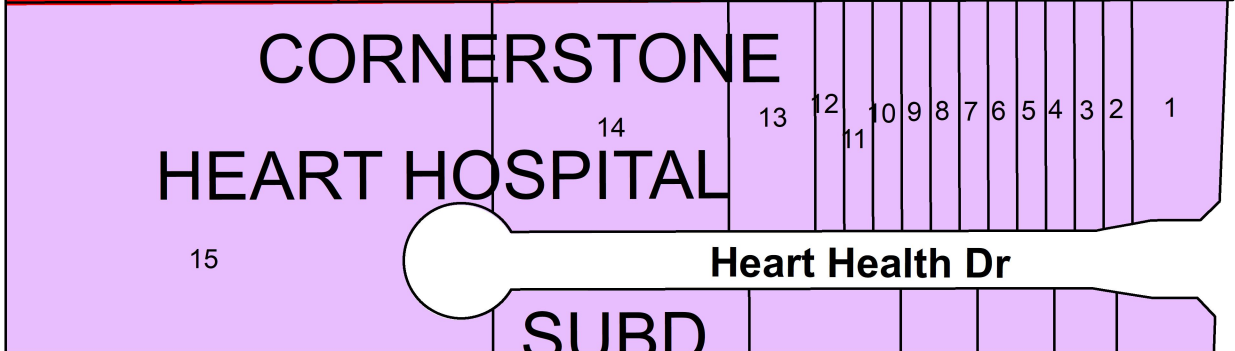 CORNERSTONE
12 10 9 8 7 6 5 4 3 2 1
13
14
11
HEART HOSPITAL
15
Heart Health Dr
SUBD